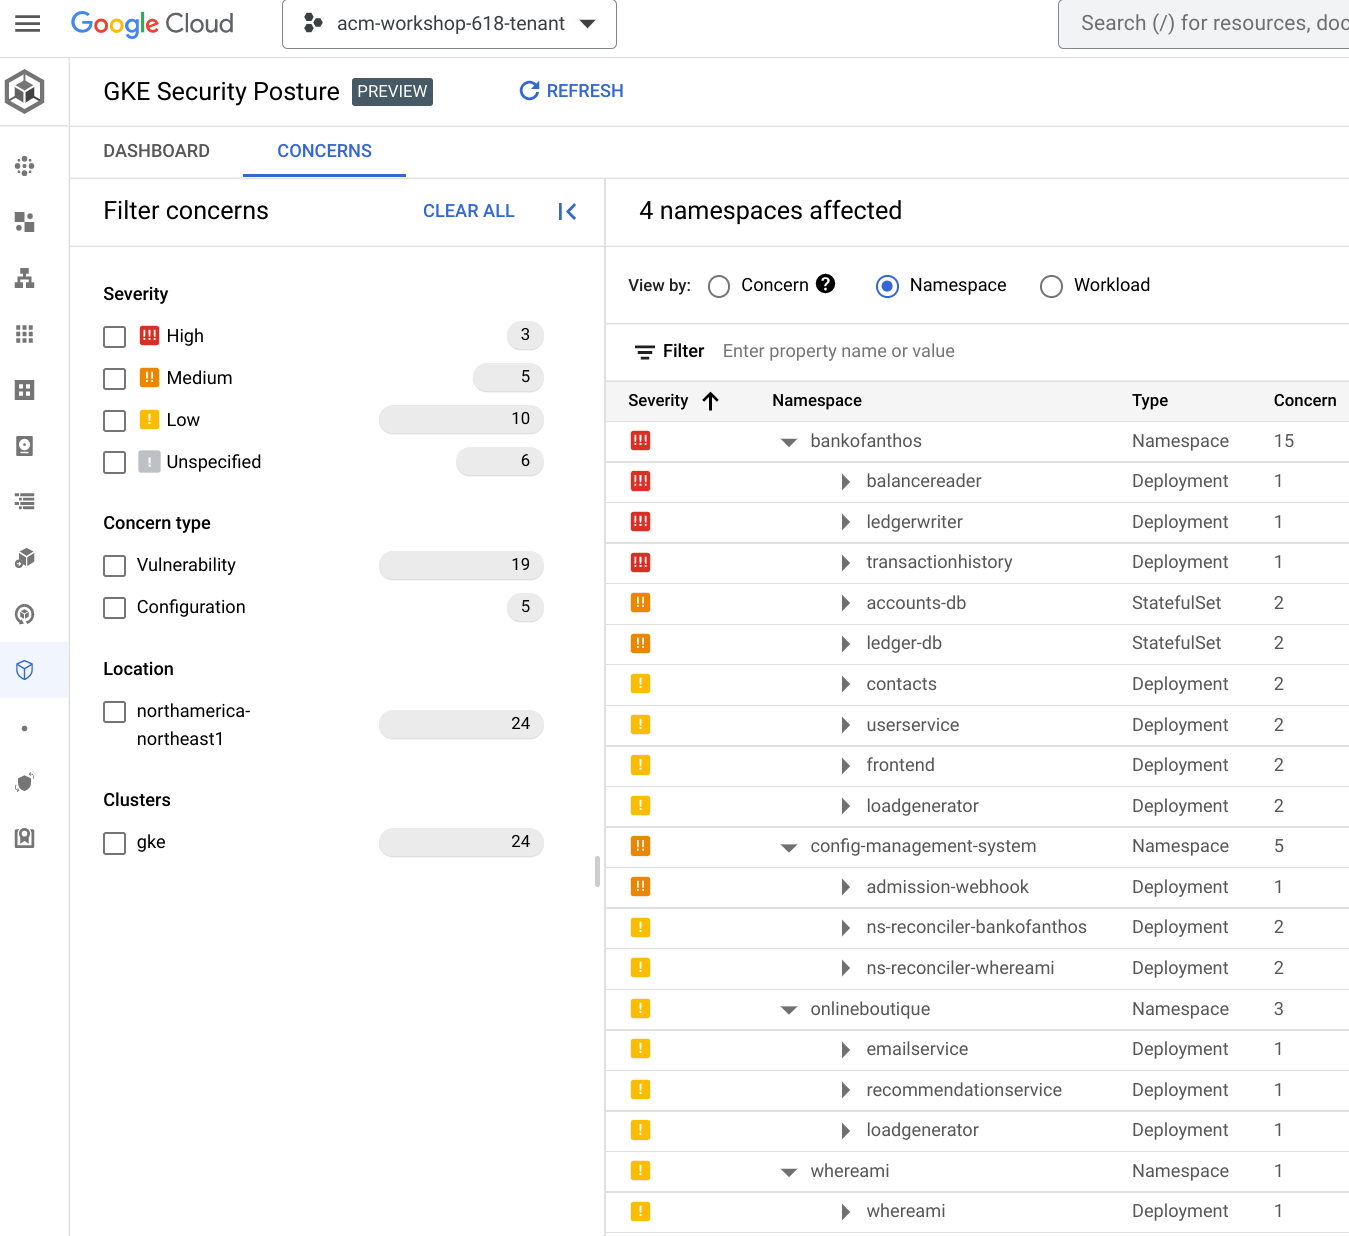 Google Cloud
acm-workshop-618-tenant
Search (/) for resources, doc
GKE Security Posture PREVIEW
REFRESH
DASHBOARD
CONCERNS
Filter concerns
CLEAR ALL
Severity
High 3
Medium 5
Low 10
Unspecified 6
Concern type
Vulnerability 19
Configuration 5
Location
northamerica-
northeast1 24
Clusters
gke 24
4 namespaces affected
View by: Concern Namespace Workload
Filter Enter property name or value
Severity Namespace Type Concern
bankofanthos Namespace 15
balancereader Deployment 1
ledgerwriter Deployment 1
transactionhistory Deployment 1
accounts-db StatefulSet 2
ledger-db StatefulSet 2
contacts Deployment 2
userservice Deployment 2
frontend Deployment 2
loadgenerator Deployment 2
config-management-system Namespace 5
admission-webhook Deployment 1
ns-reconciler-bankofanthos Deployment 2
ns-reconciler-whereami Deployment 2
onlineboutique Namespace 3
emailservice Deployment 1
recommendationservice Deployment 1
loadgenerator Deployment 1
whereami Namespace 1
whereami Deployment 1